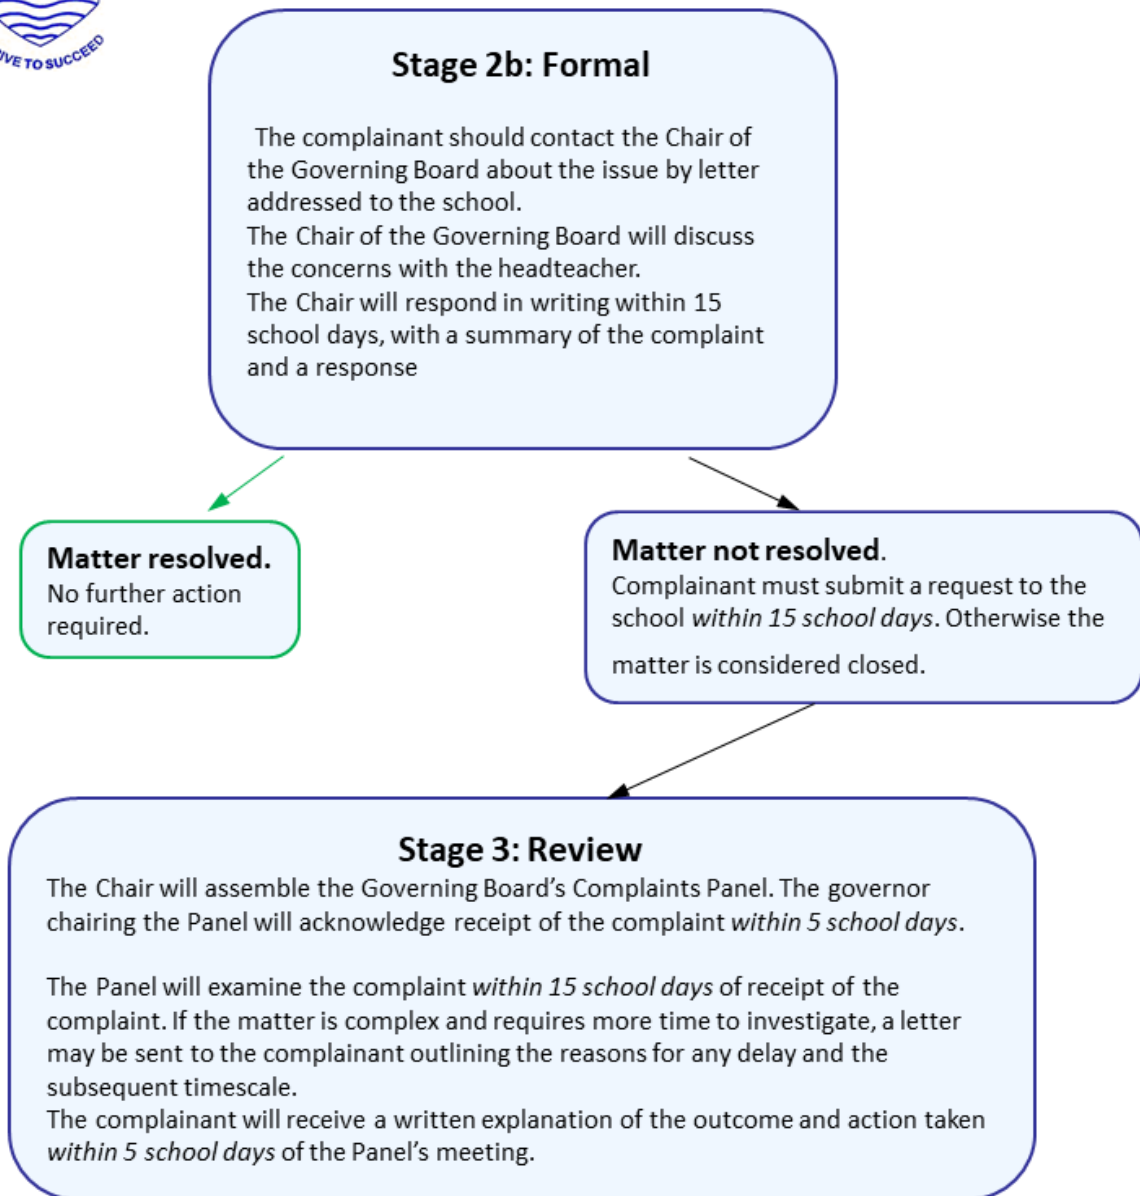 TO SUCCEED
Stage 2b: Formal
The complainant should contact the Chair of
the Governing Board about the issue by letter
addressed to the school.
The Chair of the Governing Board will discuss
the concerns with the headteacher.
The Chair will respond in writing within 15
school days, with a summary of the complaint
and a response
Matter resolved.
No further action
required.
Matter not resolved.
Complainant must submit a request to the
school within 15 school days. Otherwise the
matter is considered closed.
Stage 3: Review
The Chair will assemble the Governing Board’s Complaints Panel. The governor
chairing the Panel will acknowledge receipt of the complaint within 5 school days.
The Panel will examine the complaint within 15 school days of receipt of the
complaint. If the matter is complex and requires more time to investigate, a letter
may be sent to the complainant outlining the reasons for any delay and the
subsequent timescale.
The complainant will receive a written explanation of the outcome and action taken
within 5 school days of the Panel’s meeting.